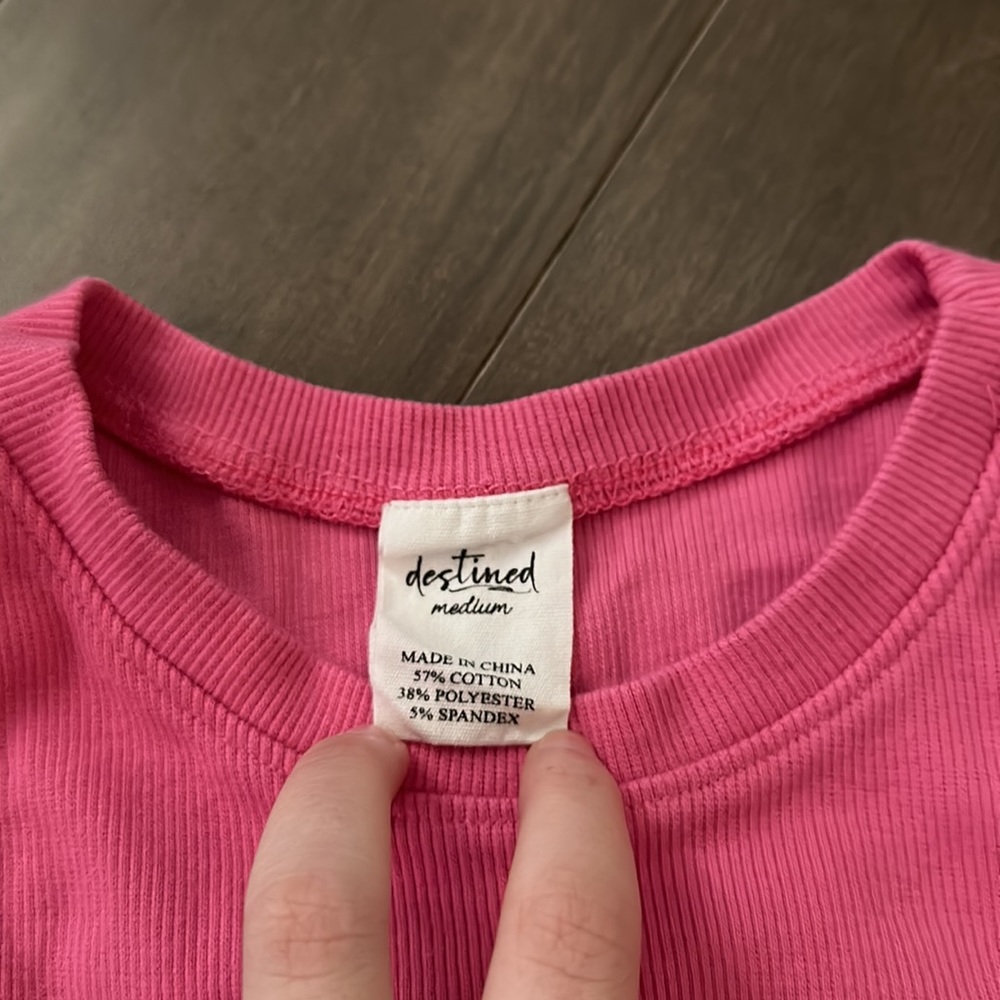 destined
medium
MADE IN CHINA
57% COTTON
38% POLYESTER
5% SPANDEX